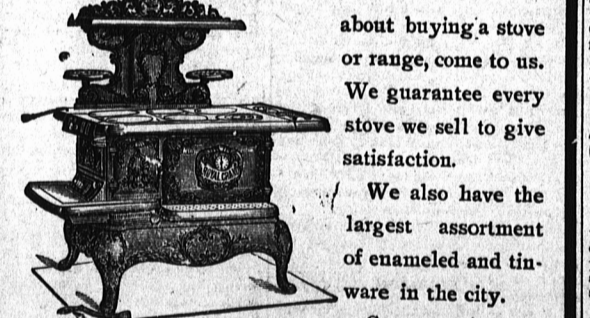 about buying a stove
or range, come to us.
We guarantee every
stove we sell to give
satisfaction.
We also have the
largest assortment
of enameled and tin-
ware in the city.